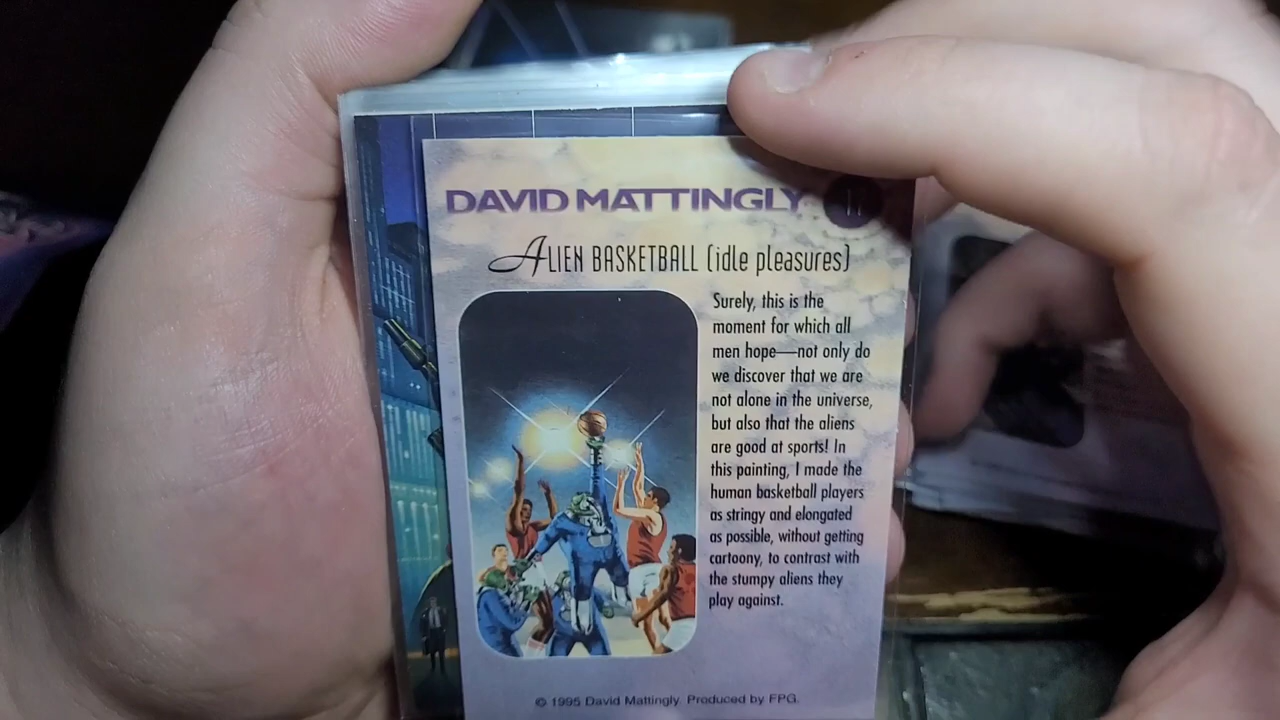 DAVID MATTINGLY 11
ALIEN BASKETBALL (idle pleasures)
Surely, this is the
moment for which all
men hope—not only do
we discover that we are
not alone in the universe,
but also that the aliens
are good at sports! In
this painting, I made the
human basketball players
as stringy and elongated
as possible, without getting
cartoony, to contrast with
the stumpy aliens they
play against.
© 1995 David Mattingly. Produced by FPG.